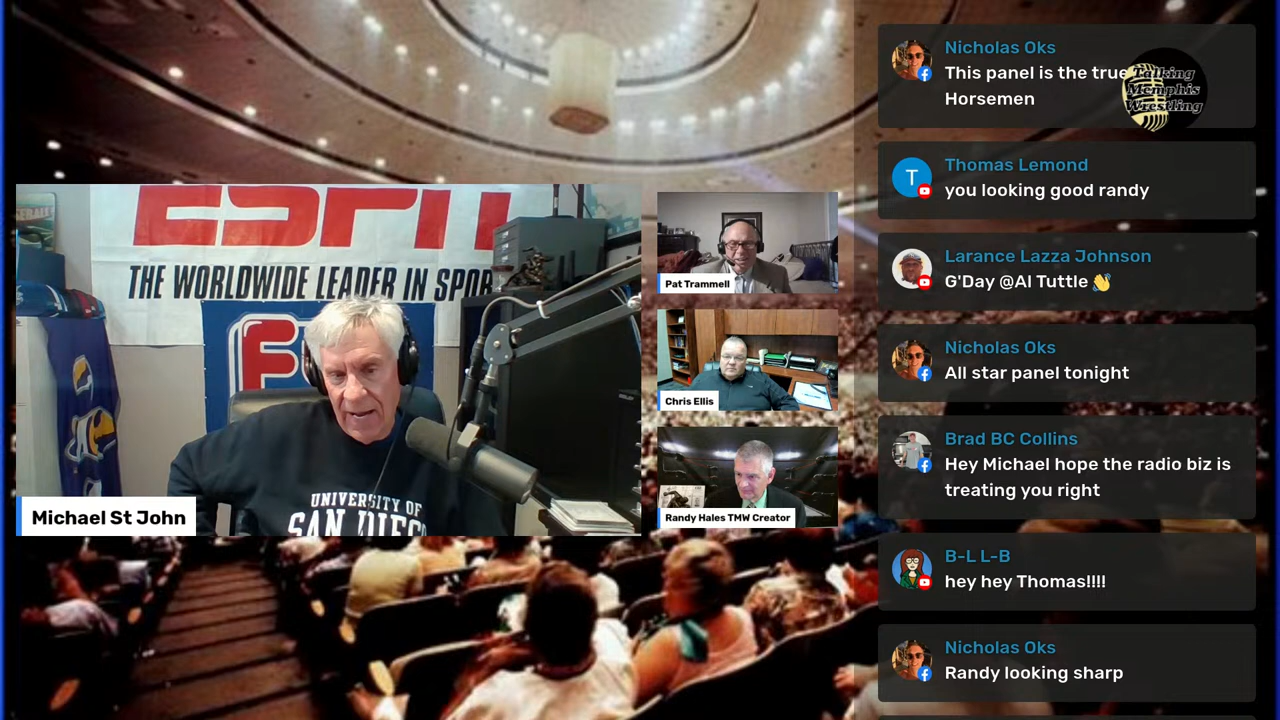 ESPN
THE WORLDWIDE LEADER IN SPOR
F
UNIVERSITY OF
SAN DIEGO
Michael St John
Pat Trammell
Chris Ellis
Randy Hales TMW Creator
Talking
Memphis
Wrestling
Nicholas Oks
This panel is the true
Horsemen
T
Thomas Lemond
you looking good randy
Larance Lazza Johnson
G'Day @Al Tuttle 👋
Nicholas Oks
All star panel tonight
Brad BC Collins
Hey Michael hope the radio biz is
treating you right
B-L L-B
hey hey Thomas!!!!
Nicholas Oks
Randy looking sharp